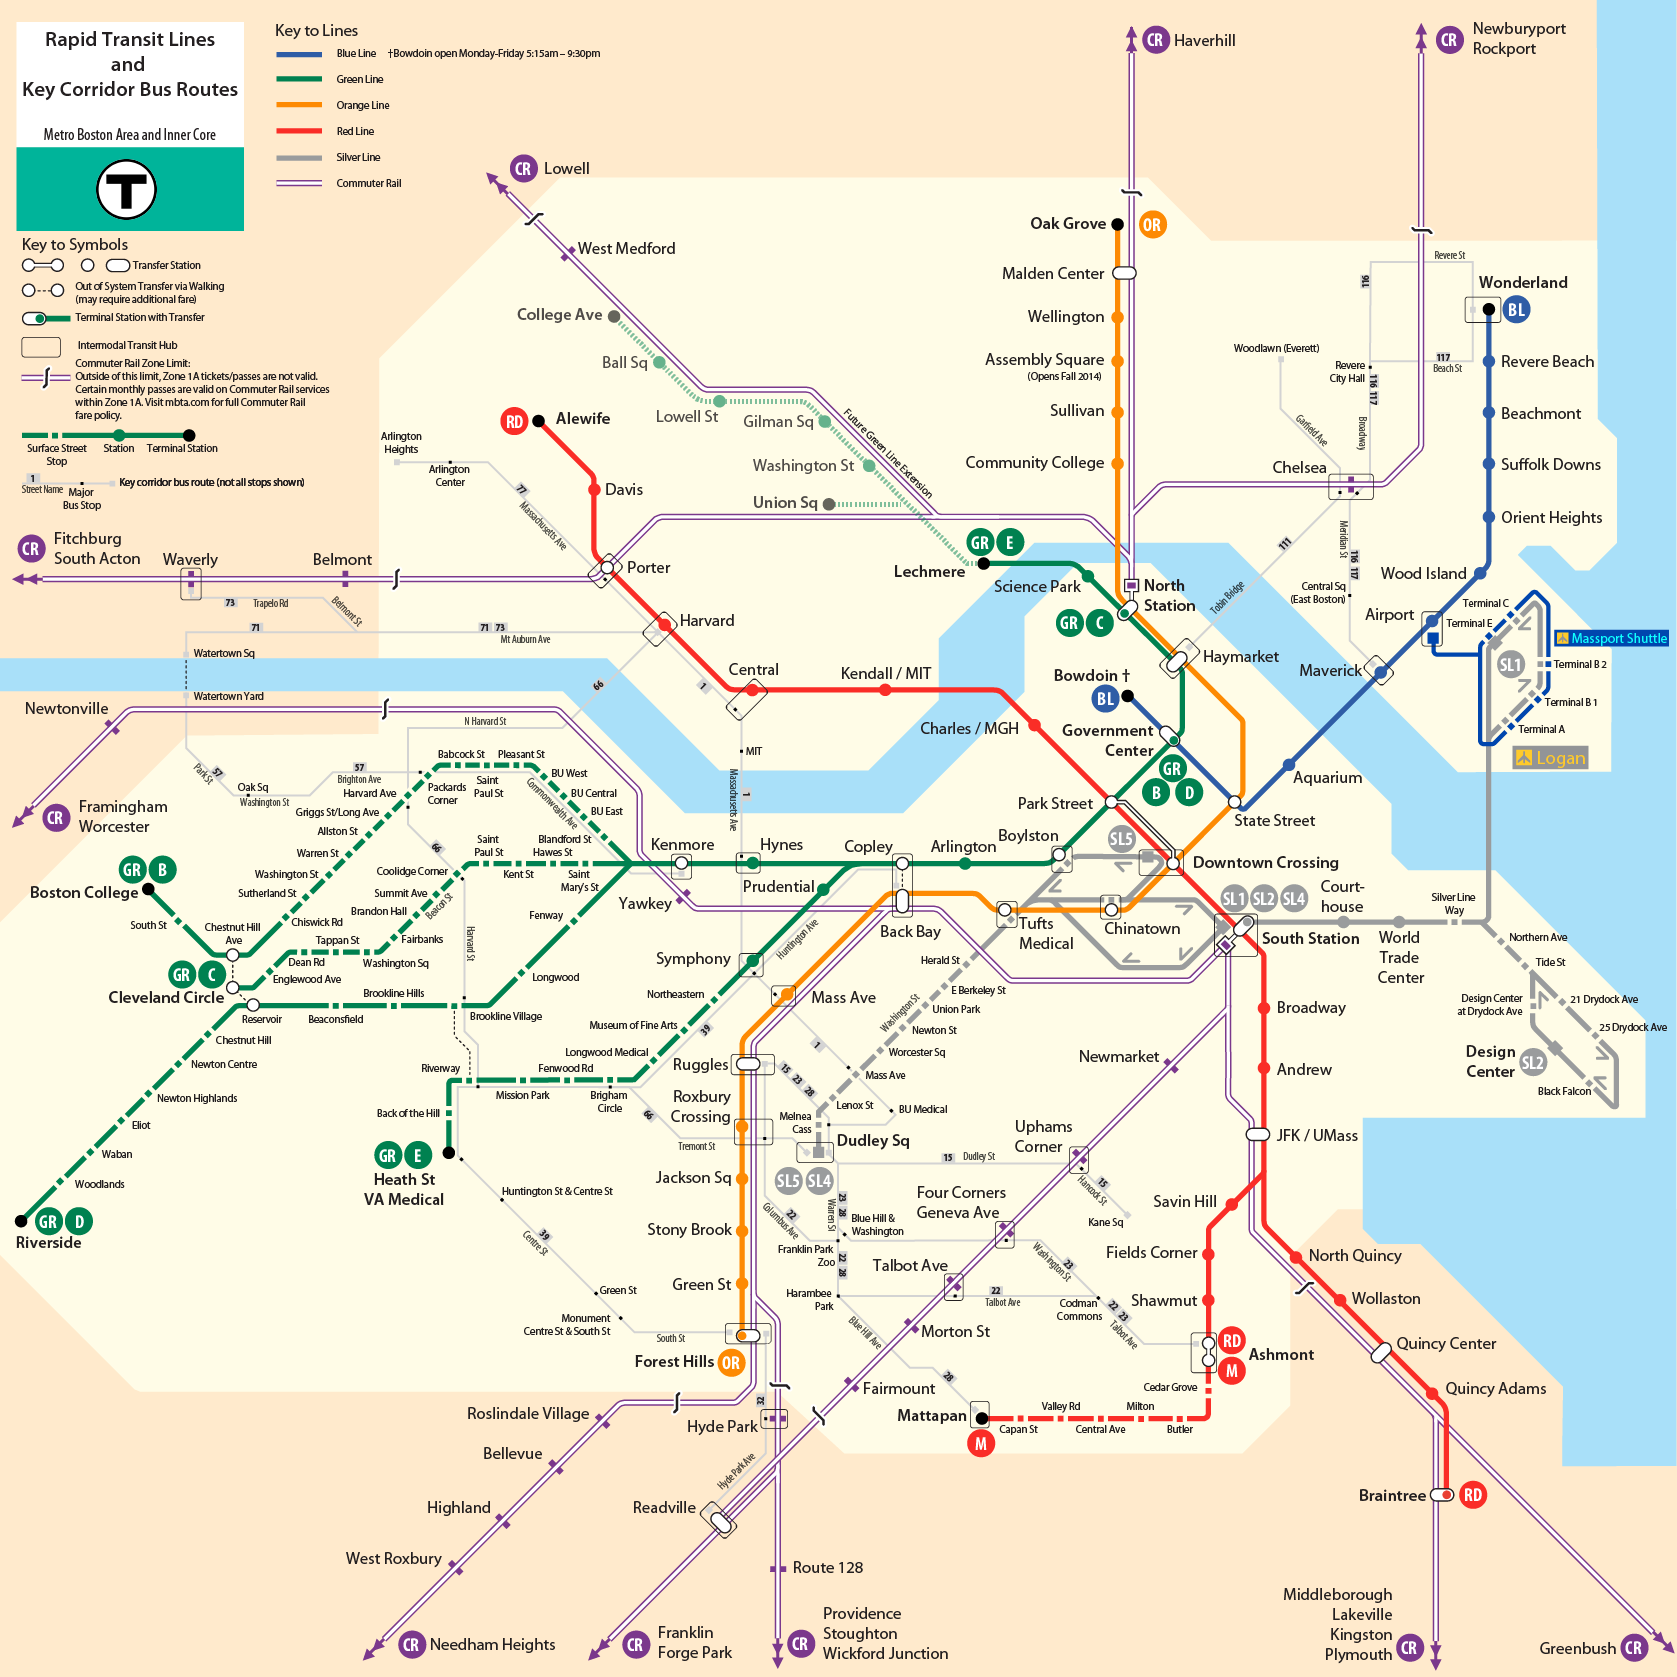 Rapid Transit Lines
and
Key Corridor Bus Routes
Metro Boston Area and Inner Core
T
Key to Lines
Blue Line †Bowdoin open Monday-Friday 5:15am – 9:30pm
Green Line
Orange Line
Red Line
Silver Line
Commuter Rail
Key to Symbols
Transfer Station
Out of System Transfer via Walking
(may require additional fare)
Terminal Station with Transfer
Intermodal Transit Hub
Commuter Rail Zone Limit:
Outside of this limit, Zone 1A tickets/passes are not valid.
Certain monthly passes are valid on Commuter Rail services
within Zone 1A. Visit mbta.com for full Commuter Rail
fare policy.
Surface Street
Stop
Station
Terminal Station
1
Street Name
Major
Bus Stop
Key corridor bus route (not all stops shown)
CR Haverhill
CR Newburyport
Rockport
CR Lowell
West Medford
College Ave
Ball Sq
Lowell St
Gilman Sq
Washington St
Union Sq
Future Green Line Extension
Oak Grove OR
Malden Center
Wellington
Assembly Square
(Opens Fall 2014)
Sullivan
Community College
Revere St
116
Wonderland
BL
Woodlawn (Everett)
Revere
City Hall
117
Beach St
116 117
Broadway
Garfield Ave
Chelsea
Revere Beach
Beachmont
Suffolk Downs
Orient Heights
Wood Island
Airport
Maverick
Meridian St
116
117
111
Tobin Bridge
Central Sq
(East Boston)
Terminal C
Terminal E
SL1
Massport Shuttle
Terminal B 2
Terminal B 1
Terminal A
Logan
RD Alewife
Arlington
Heights
Arlington
Center
77
Massachusetts Ave
Davis
Porter
Harvard
Central
Kendall / MIT
Charles / MGH
CR Fitchburg
South Acton
Waverly
Belmont
73
Trapelo Rd
Belmont St
71
71 73
Mt Auburn Ave
Watertown Sq
Watertown Yard
66
1
N Harvard St
MIT
Massachusetts Ave
1
GR E
Lechmere
Science Park
North
Station
GR C
Haymarket
Bowdoin †
BL
Government
Center
GR
B D
Aquarium
State Street
Park Street
Boylston
SL5
Downtown Crossing
Newtonville
CR Framingham
Worcester
Park St
57
Oak Sq
Washington St
57
Brighton Ave
Harvard Ave
Packards
Corner
Babcock St
Pleasant St
Saint
Paul St
BU West
BU Central
BU East
Commonwealth Ave
Griggs St/Long Ave
Allston St
Warren St
Washington St
Sutherland St
Chiswick Rd
Chestnut Hill
Ave
South St
GR B
Boston College
66
Coolidge Corner
Saint
Paul St
Kent St
Blandford St
Hawes St
Saint
Mary's St
Summit Ave
Brandon Hall
Beacon St
Fairbanks
Washington Sq
Tappan St
Dean Rd
Englewood Ave
Harvard St
GR C
Cleveland Circle
Reservoir
Beaconsfield
Brookline Hills
Brookline Village
Longwood
Fenway
Chestnut Hill
Newton Centre
Newton Highlands
Eliot
Waban
Woodlands
GR D
Riverside
Kenmore
Hynes
Copley
Arlington
Prudential
Yawkey
Back Bay
Huntington Ave
Symphony
Northeastern
Museum of Fine Arts
Longwood Medical
Fenwood Rd
Brigham
Circle
Mission Park
Riverway
Back of the Hill
GR E
Heath St
VA Medical
39
Mass Ave
Tufts
Medical
Chinatown
SL1 SL2 SL4
South Station
Court-
house
World
Trade
Center
Silver Line
Way
Northern Ave
Tide St
Design Center
at Drydock Ave
21 Drydock Ave
25 Drydock Ave
Design
Center
SL2
Black Falcon
Herald St
E Berkeley St
Washington St
Union Park
Newton St
Worcester Sq
1
Mass Ave
Lenox St
BU Medical
Melnea
Cass
Dudley Sq
SL5 SL4
Ruggles
15 23 28
Roxbury
Crossing
66
Tremont St
Jackson Sq
Stony Brook
Green St
Forest Hills OR
Huntington St & Centre St
39
Centre St
Green St
Monument
Centre St & South St
South St
22
Columbus Ave
15
Dudley St
23
28
Warren St
Blue Hill &
Washington
Franklin Park
Zoo
22
28
Harambee
Park
Blue Hill Ave
28
22
Talbot Ave
Codman
Commons
22 23
Talbot Ave
23
Washington St
15
Hancock St
Kane Sq
Broadway
Andrew
JFK / UMass
Newmarket
Uphams
Corner
Four Corners
Geneva Ave
Talbot Ave
Morton St
Fairmount
Savin Hill
Fields Corner
Shawmut
RD
M
Ashmont
Cedar Grove
Butler
Milton
Central Ave
Valley Rd
Capan St
Mattapan
M
North Quincy
Wollaston
Quincy Center
Quincy Adams
Braintree RD
32
Hyde Park
Hyde Park Ave
Readville
Roslindale Village
Bellevue
Highland
West Roxbury
Route 128
CR Needham Heights
CR Franklin
Forge Park
CR Providence
Stoughton
Wickford Junction
Middleborough
Lakeville
Kingston
Plymouth CR
Greenbush CR